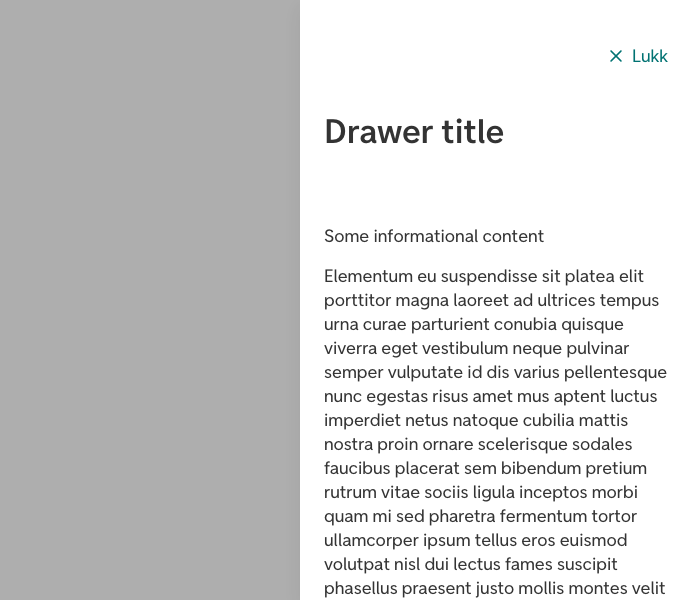 Lukk
Drawer title
Some informational content
Elementum eu suspendisse sit platea elit
porttitor magna laoreet ad ultrices tempus
urna curae parturient conubia quisque
viverra eget vestibulum neque pulvinar
semper vulputate id dis varius pellentesque
nunc egestas risus amet mus aptent luctus
imperdiet netus natoque cubilia mattis
nostra proin ornare scelerisque sodales
faucibus placerat sem bibendum pretium
rutrum vitae sociis ligula inceptos morbi
quam mi sed pharetra fermentum tortor
ullamcorper ipsum tellus eros euismod
volutpat nisl dui lectus fames suscipit
phasellus praesent justo mollis montes velit